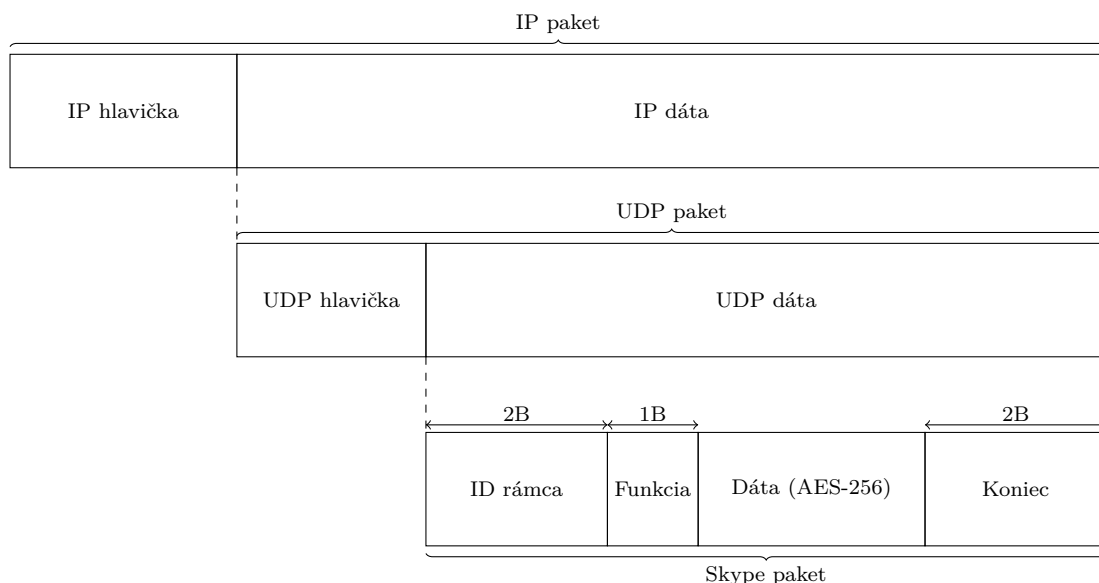 IP paket
IP hlavička
IP dáta
UDP paket
UDP hlavička
UDP dáta
2B
1B
2B
ID rámca
Funkcia
Dáta (AES-256)
Koniec
Skype paket